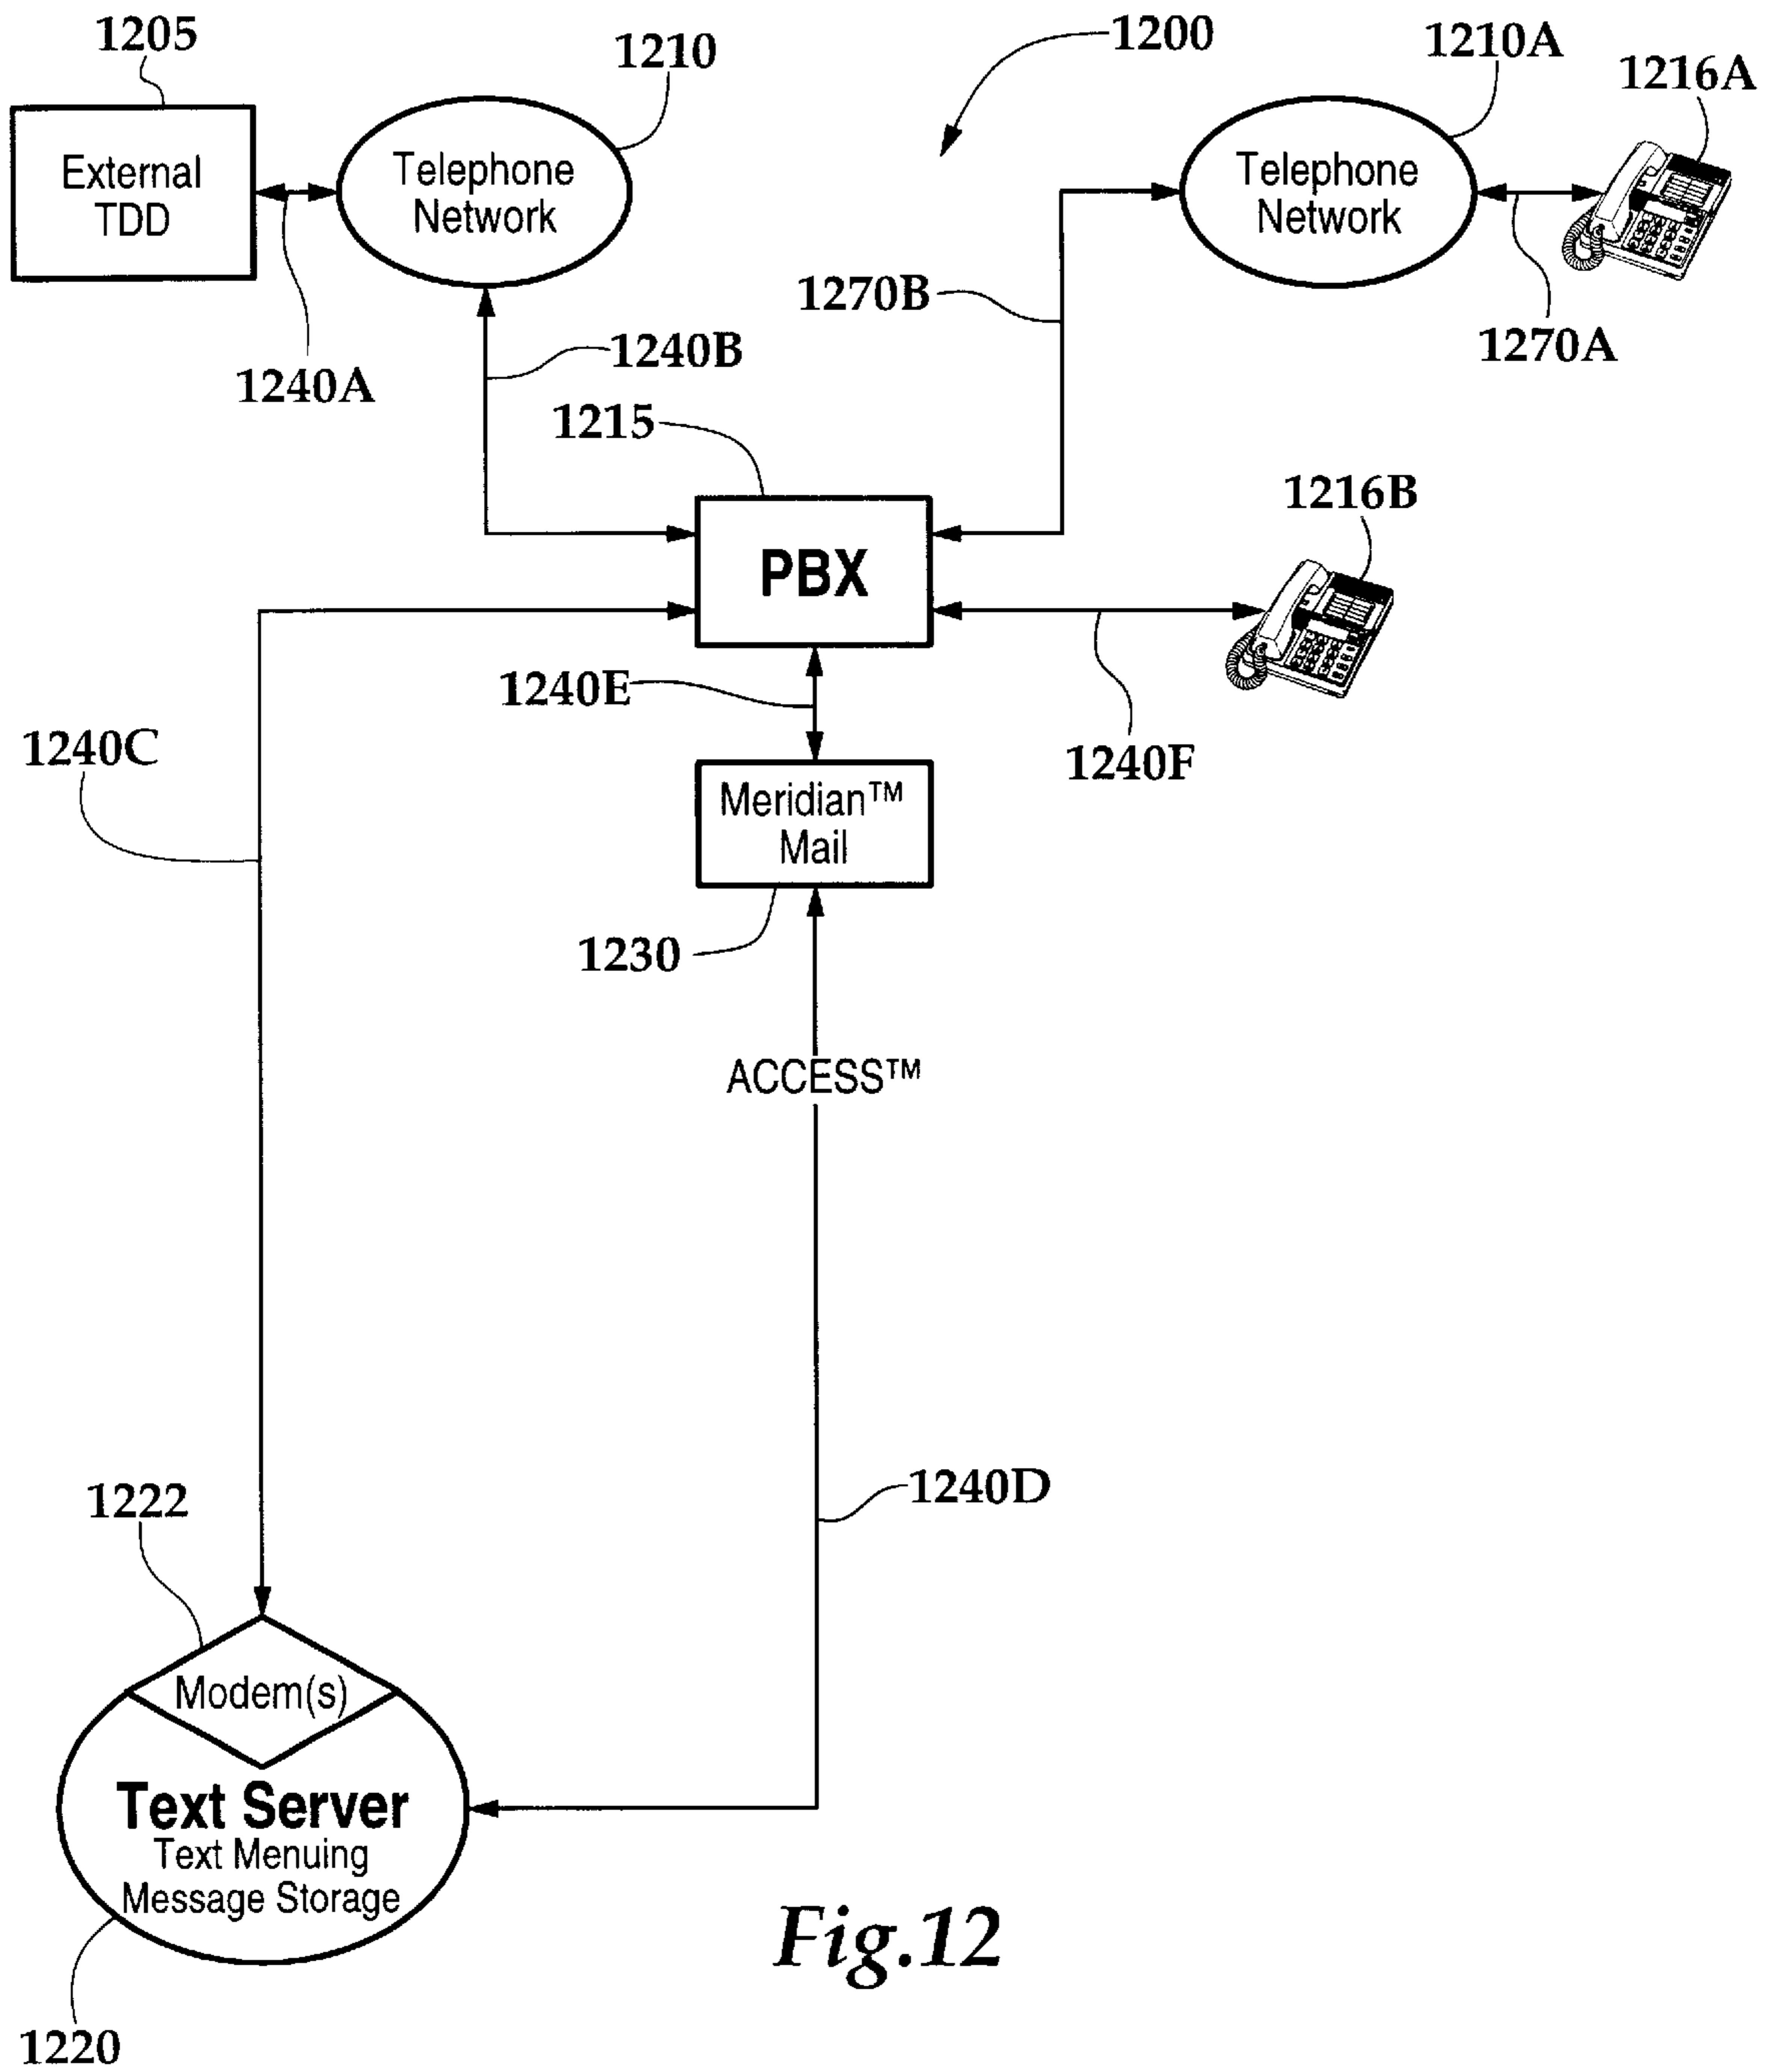 1205
1210
1200
1210A
1216A
External
TDD
Telephone
Network
Telephone
Network
1270B
1240B
1270A
1240A
1215
1216B
PBX
1240E
1240C
1240F
Meridian™
Mail
1230
ACCESS™
1240D
1222
Modem(s)
Text Server
Text Menuing
Message Storage
Fig.12
1220